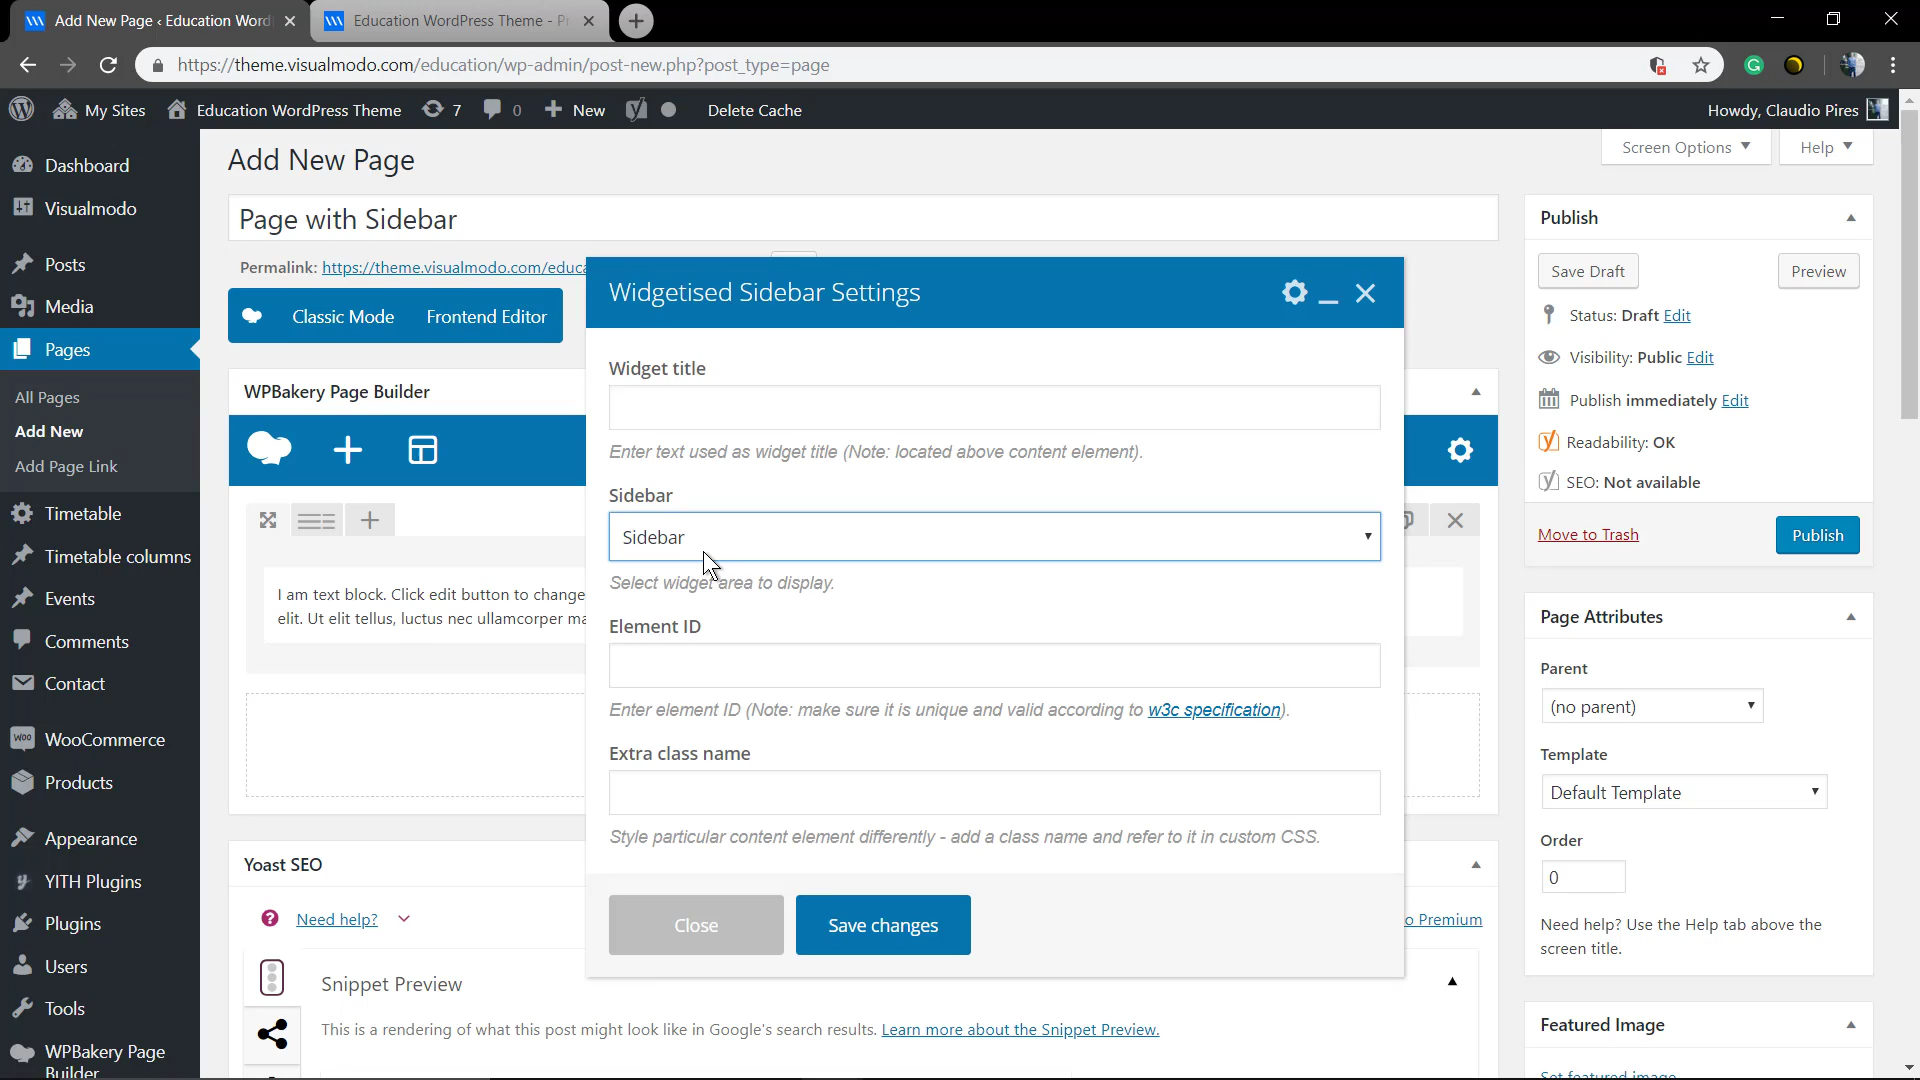 Add New Page ‹ Education Word
Education WordPress Theme - P
https://theme.visualmodo.com/education/wp-admin/post-new.php?post_type=page
My Sites
Education WordPress Theme
7
0
New
Delete Cache
Howdy, Claudio Pires
Dashboard
Visualmodo
Posts
Media
Pages
All Pages
Add New
Add Page Link
Timetable
Timetable columns
Events
Comments
Contact
WooCommerce
Products
Appearance
YITH Plugins
Plugins
Users
Tools
WPBakery Page
Builder
Add New Page
Screen Options
Help
Page with Sidebar
Permalink: https://theme.visualmodo.com/educa
Classic Mode
Frontend Editor
WPBakery Page Builder
I am text block. Click edit button to change
elit. Ut elit tellus, luctus nec ullamcorper ma
Yoast SEO
Need help?
o Premium
Snippet Preview
This is a rendering of what this post might look like in Google's search results. Learn more about the Snippet Preview.
Widgetised Sidebar Settings
Widget title
Enter text used as widget title (Note: located above content element).
Sidebar
Sidebar
Select widget area to display.
Element ID
Enter element ID (Note: make sure it is unique and valid according to w3c specification).
Extra class name
Style particular content element differently - add a class name and refer to it in custom CSS.
Close
Save changes
Publish
Save Draft
Preview
Status: Draft Edit
Visibility: Public Edit
Publish immediately Edit
Readability: OK
SEO: Not available
Move to Trash
Publish
Page Attributes
Parent
(no parent)
Template
Default Template
Order
0
Need help? Use the Help tab above the
screen title.
Featured Image
Set featured image